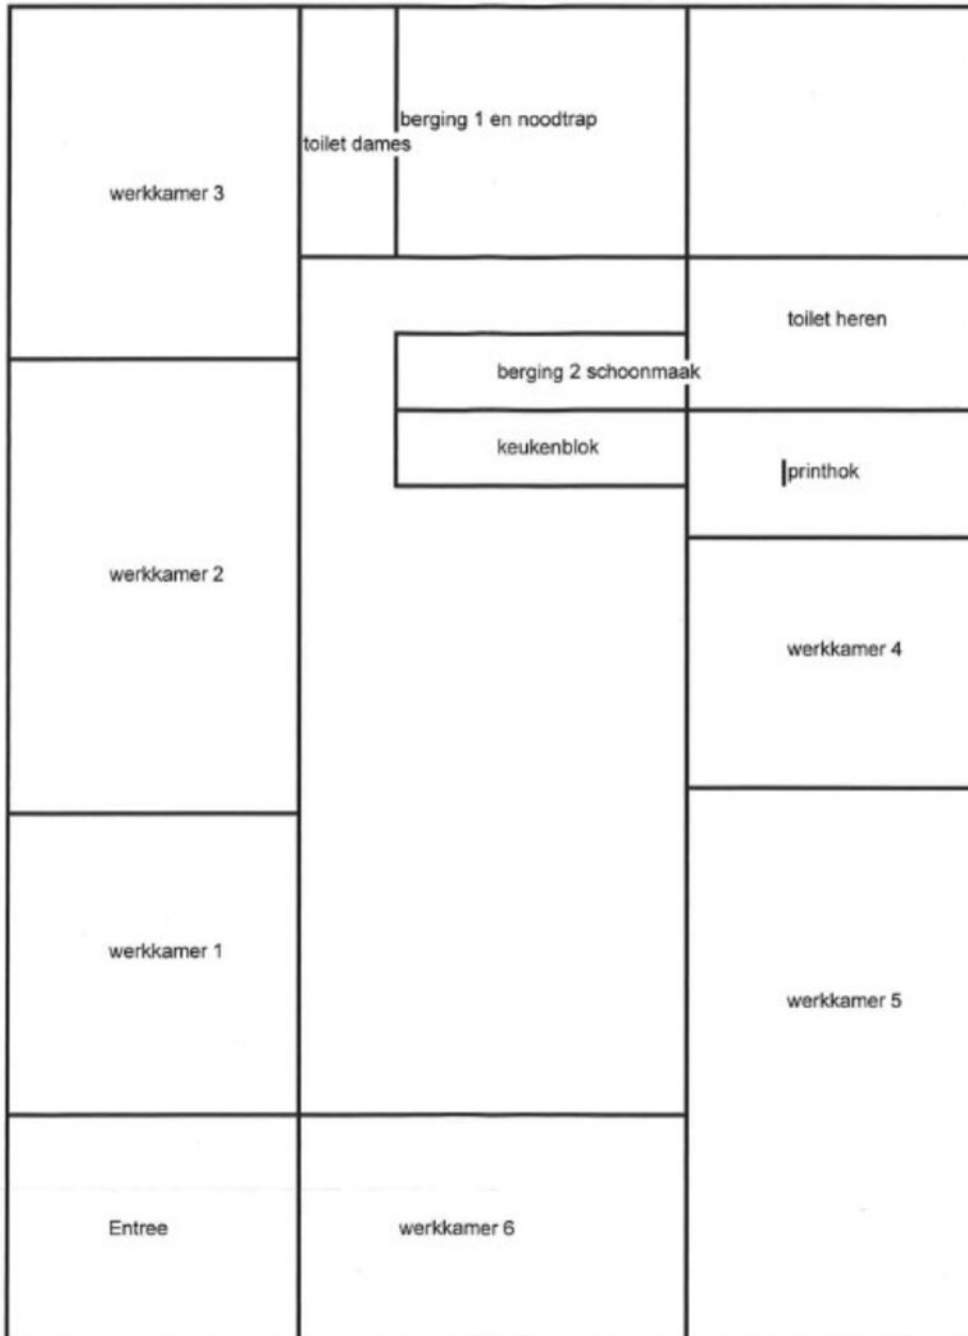 berging 1 en noodtrap
toilet dames
werkkamer 3
toilet heren
berging 2 schoonmaak
keukenblok
printhok
werkkamer 2
werkkamer 4
werkkamer 1
werkkamer 5
Entree
werkkamer 6